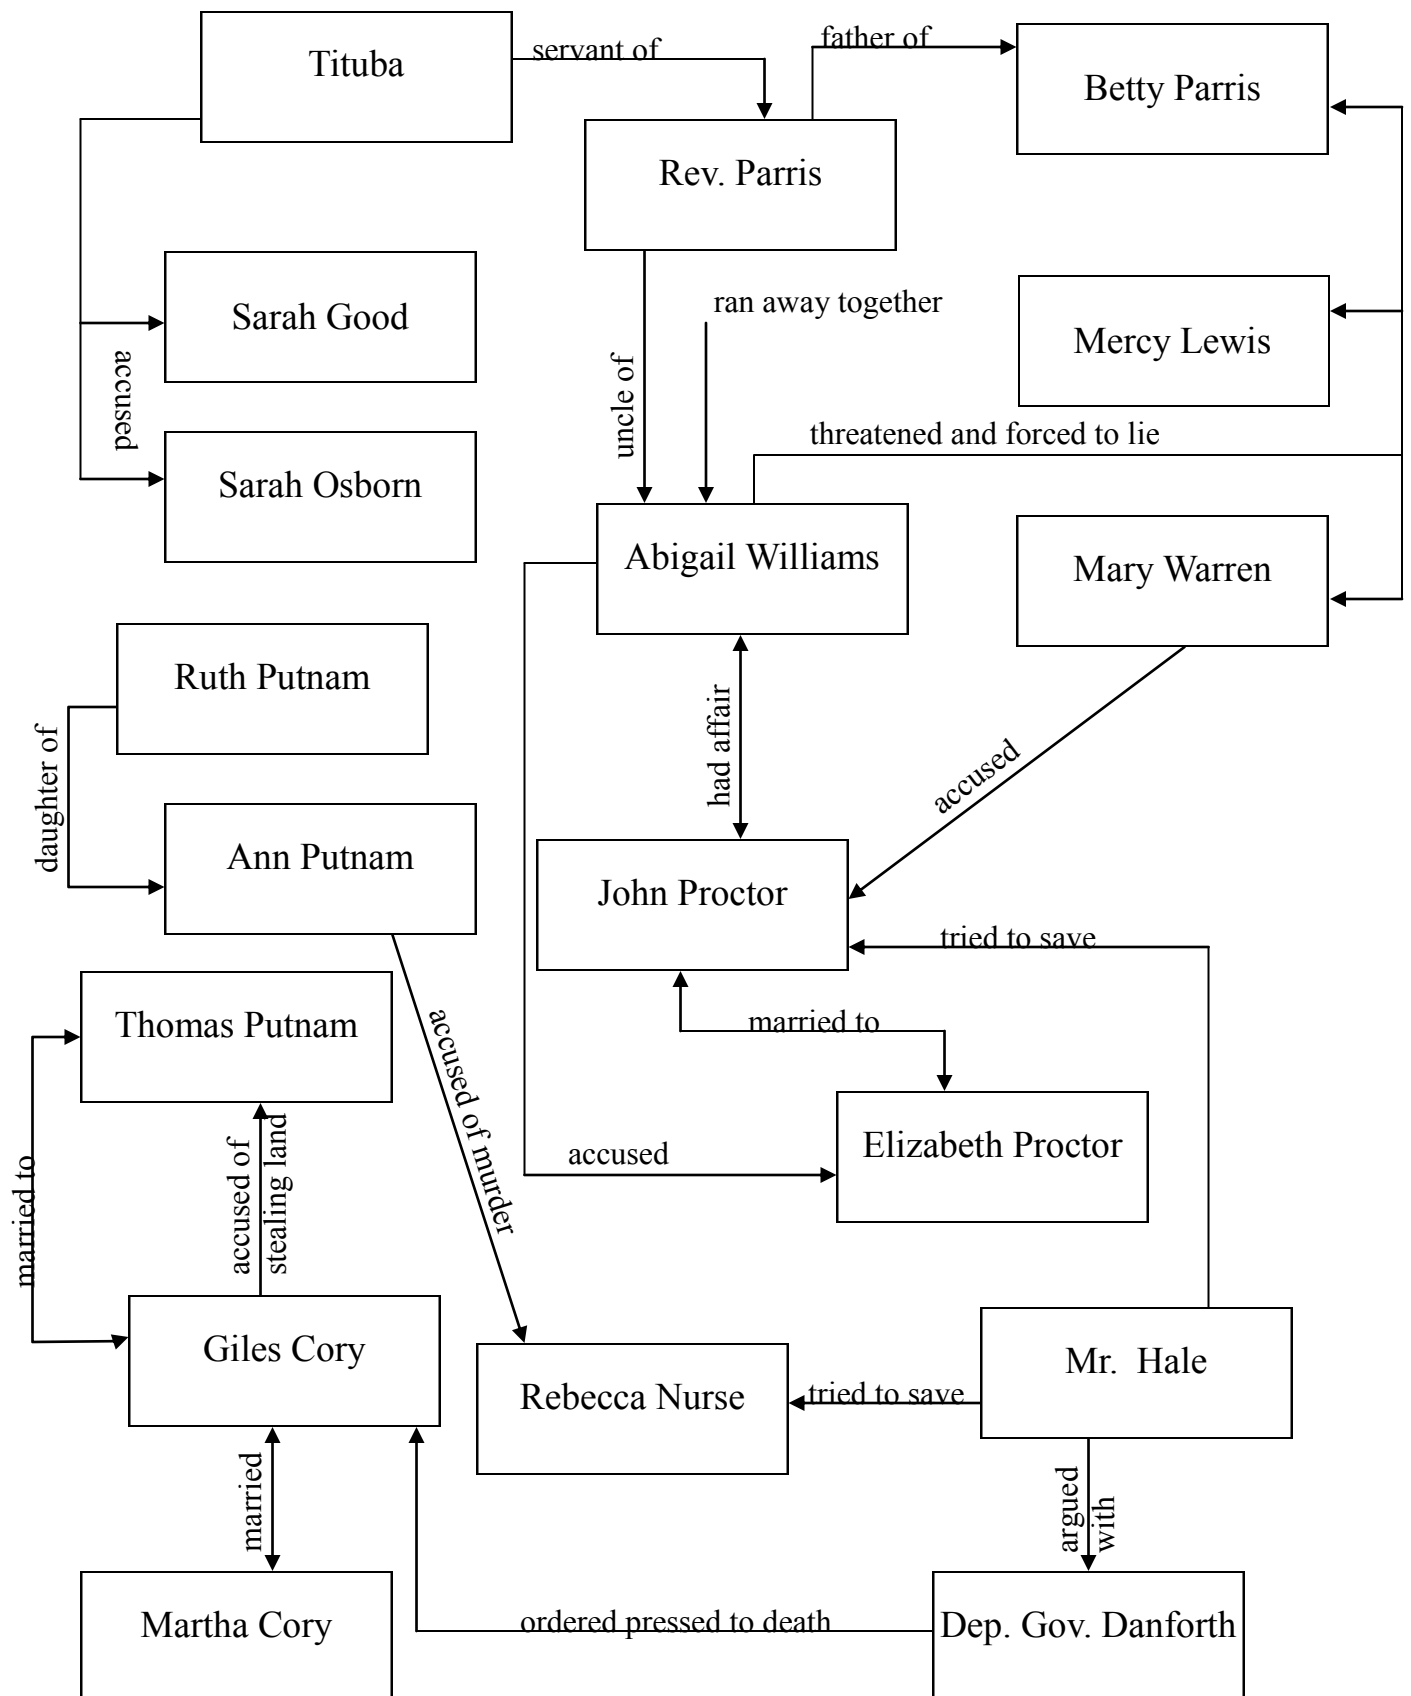 Tituba
servant of
father of
Betty Parris
Rev. Parris
Sarah Good
ran away together
Mercy Lewis
uncle of
accused
threatened and forced to lie
Sarah Osborn
Abigail Williams
Mary Warren
Ruth Putnam
daughter of
had affair
accused
Ann Putnam
John Proctor
tried to save
Thomas Putnam
married to
accused of murder
accused of
stealing land
married to
Elizabeth Proctor
accused
Giles Cory
Rebecca Nurse
tried to save
Mr. Hale
married
argued
with
Martha Cory
ordered pressed to death
Dep. Gov. Danforth